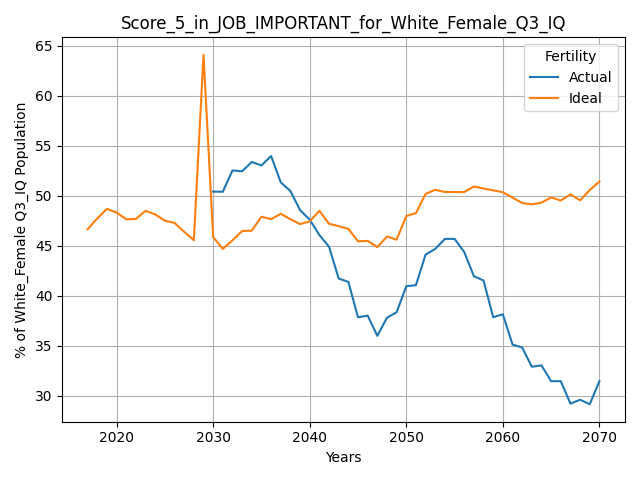 Score_5_in_JOB_IMPORTANT_for_White_Female_Q3_IQ
% of White_Female Q3_IQ Population
65
60
55
50
45
40
35
30
Fertility
Actual
Ideal
2020 2030 2040 2050 2060 2070
Years